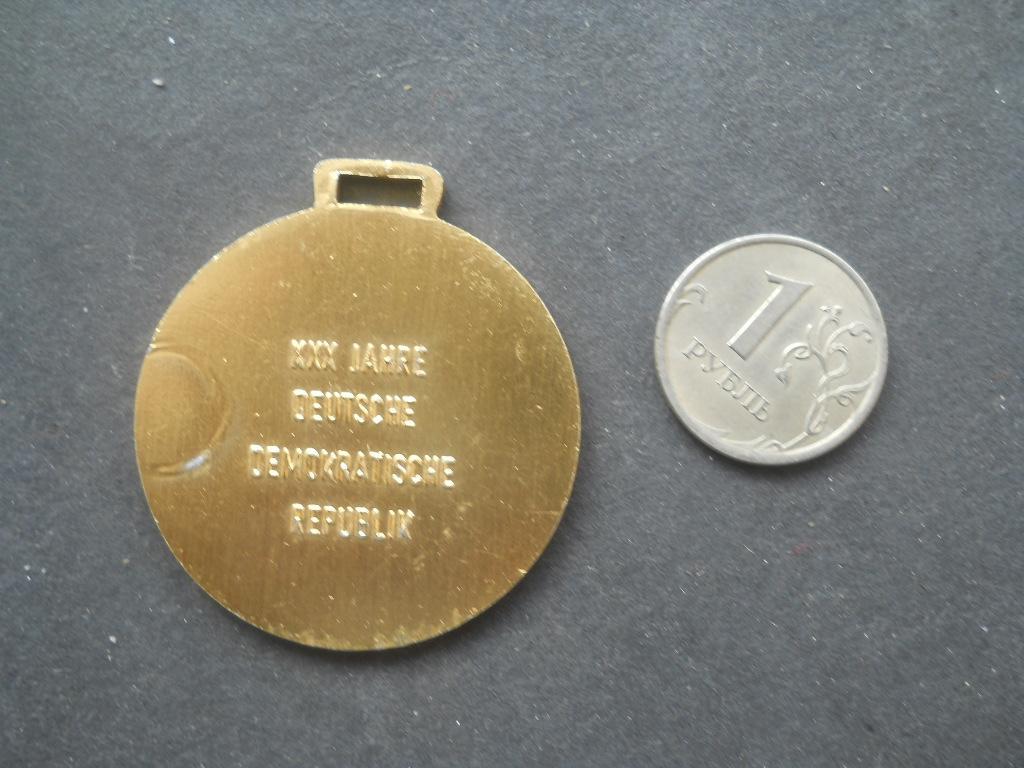 XXX JAHRE
DEUTSCHE
DEMOKRATISCHE
REPUBLIK
1
РУБЛЬ